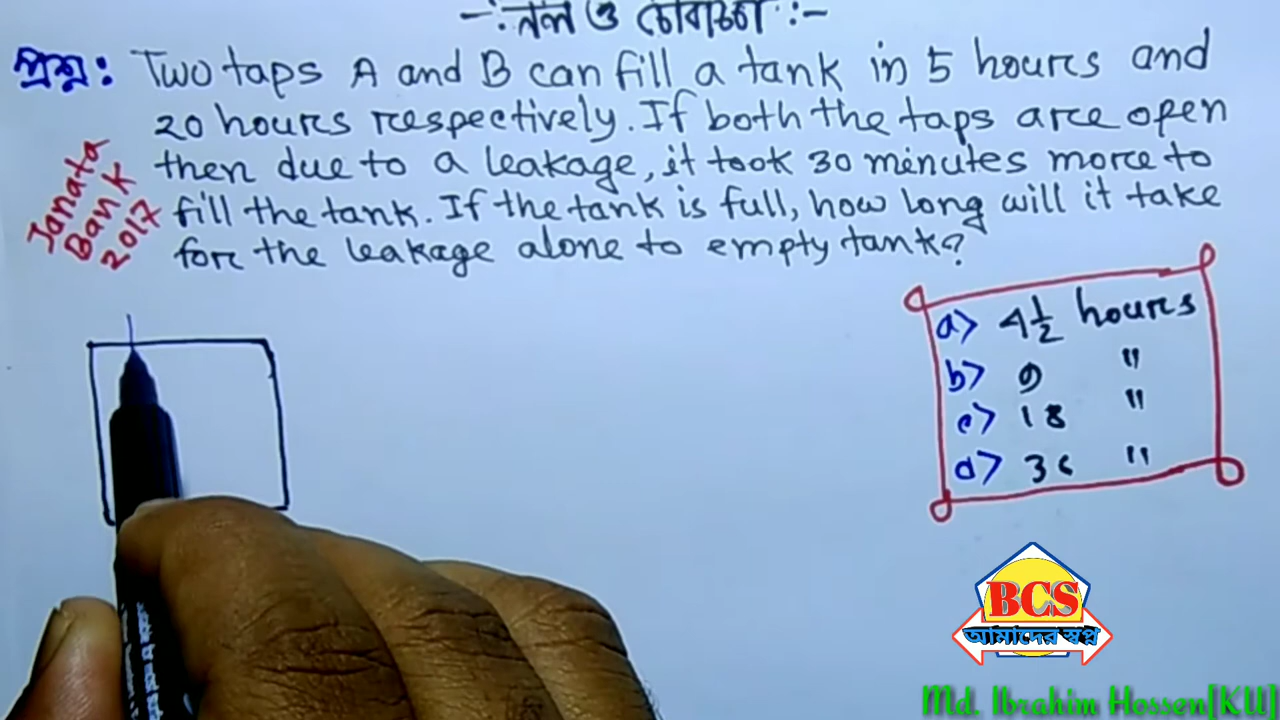 -: নল ও চৌবাচ্চা :-
প্রশ্ন: Two taps A and B can fill a tank in 5 hours and
20 hours respectively. If both the taps are open
then due to a leakage, it took 30 minutes more to
fill the tank. If the tank is full, how long will it take
for the leakage alone to empty tank?
Janata
Bank
2017
a> 4 1/2 hours
b> 9 "
c> 18 "
d> 36 "
BCS
আমাদের স্বপ্ন
Md. Ibrahim Hossen[KU]